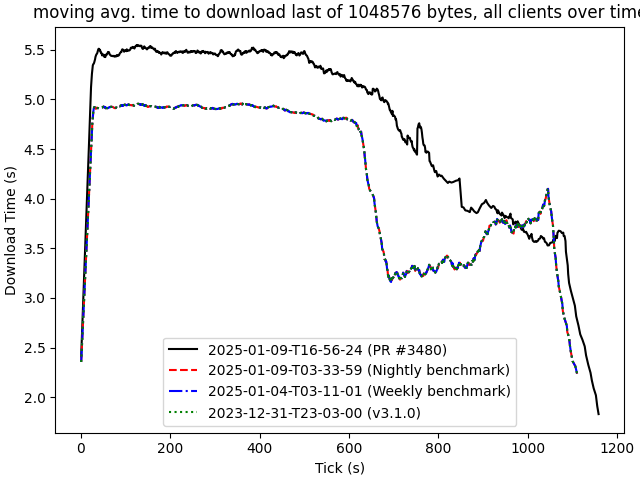 moving avg. time to download last of 1048576 bytes, all clients over time
Download Time (s)
5.5
5.0
4.5
4.0
3.5
3.0
2.5
2.0
2025-01-09-T16-56-24 (PR #3480)
2025-01-09-T03-33-59 (Nightly benchmark)
2025-01-04-T03-11-01 (Weekly benchmark)
2023-12-31-T23-03-00 (v3.1.0)
0 200 400 600 800 1000 1200
Tick (s)